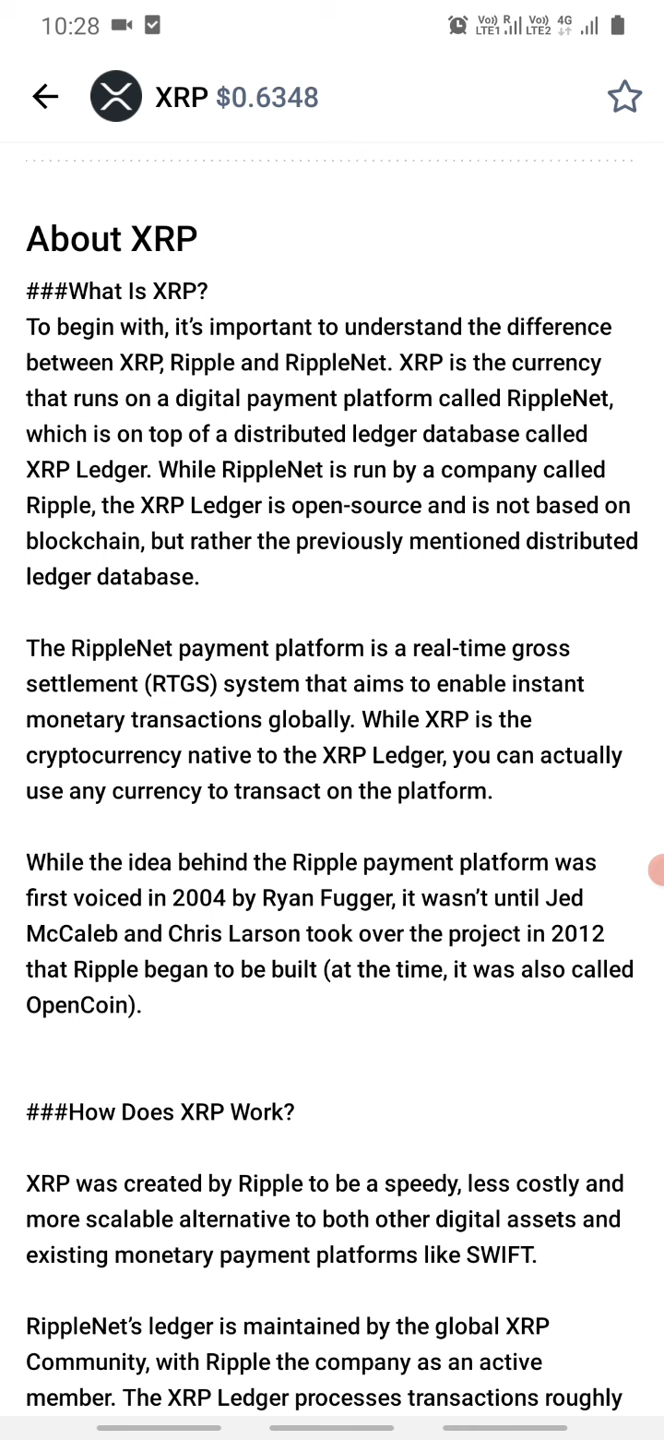 10:28
Vo)) R Vo)) 4G
LTE1 LTE2
XRP $0.6348
About XRP
###What Is XRP?
To begin with, it’s important to understand the difference
between XRP, Ripple and RippleNet. XRP is the currency
that runs on a digital payment platform called RippleNet,
which is on top of a distributed ledger database called
XRP Ledger. While RippleNet is run by a company called
Ripple, the XRP Ledger is open-source and is not based on
blockchain, but rather the previously mentioned distributed
ledger database.
The RippleNet payment platform is a real-time gross
settlement (RTGS) system that aims to enable instant
monetary transactions globally. While XRP is the
cryptocurrency native to the XRP Ledger, you can actually
use any currency to transact on the platform.
While the idea behind the Ripple payment platform was
first voiced in 2004 by Ryan Fugger, it wasn’t until Jed
McCaleb and Chris Larson took over the project in 2012
that Ripple began to be built (at the time, it was also called
OpenCoin).
###How Does XRP Work?
XRP was created by Ripple to be a speedy, less costly and
more scalable alternative to both other digital assets and
existing monetary payment platforms like SWIFT.
RippleNet’s ledger is maintained by the global XRP
Community, with Ripple the company as an active
member. The XRP Ledger processes transactions roughly